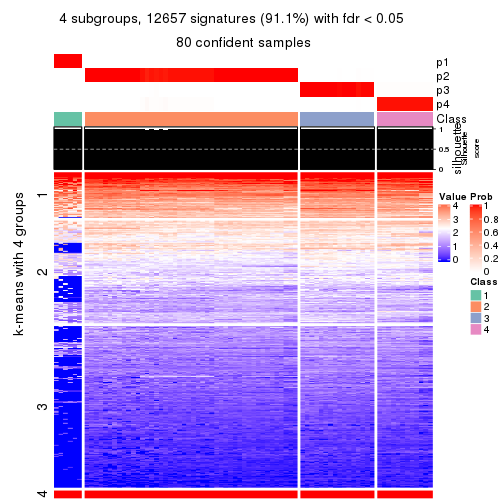 4 subgroups, 12657 signatures (91.1%) with fdr < 0.05
80 confident samples
p1
p2
p3
p4
Class
1
0.5
0
silhouette
Silhouette
score
k-means with 4 groups
1
2
3
4
Value
4
3
2
1
0
Prob
1
0.8
0.6
0.4
0.2
0
Class
1
2
3
4